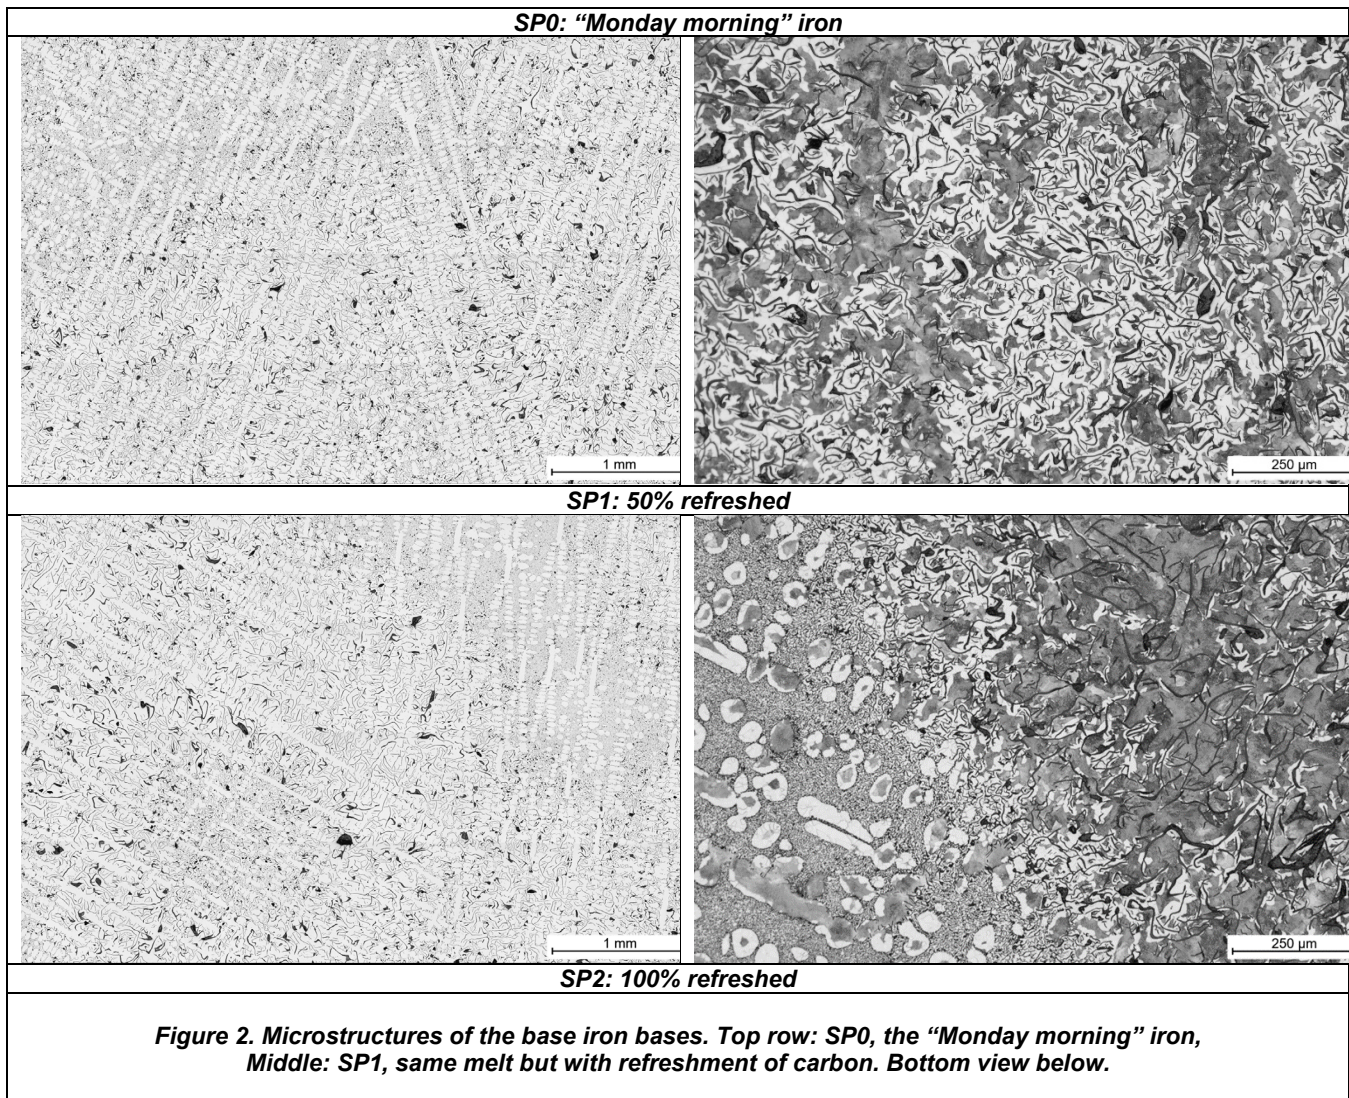 SP0: “Monday morning” iron
1 mm
250 µm
SP1: 50% refreshed
1 mm
250 µm
SP2: 100% refreshed
Figure 2. Microstructures of the base iron bases. Top row: SP0, the “Monday morning” iron,
Middle: SP1, same melt but with refreshment of carbon. Bottom view below.